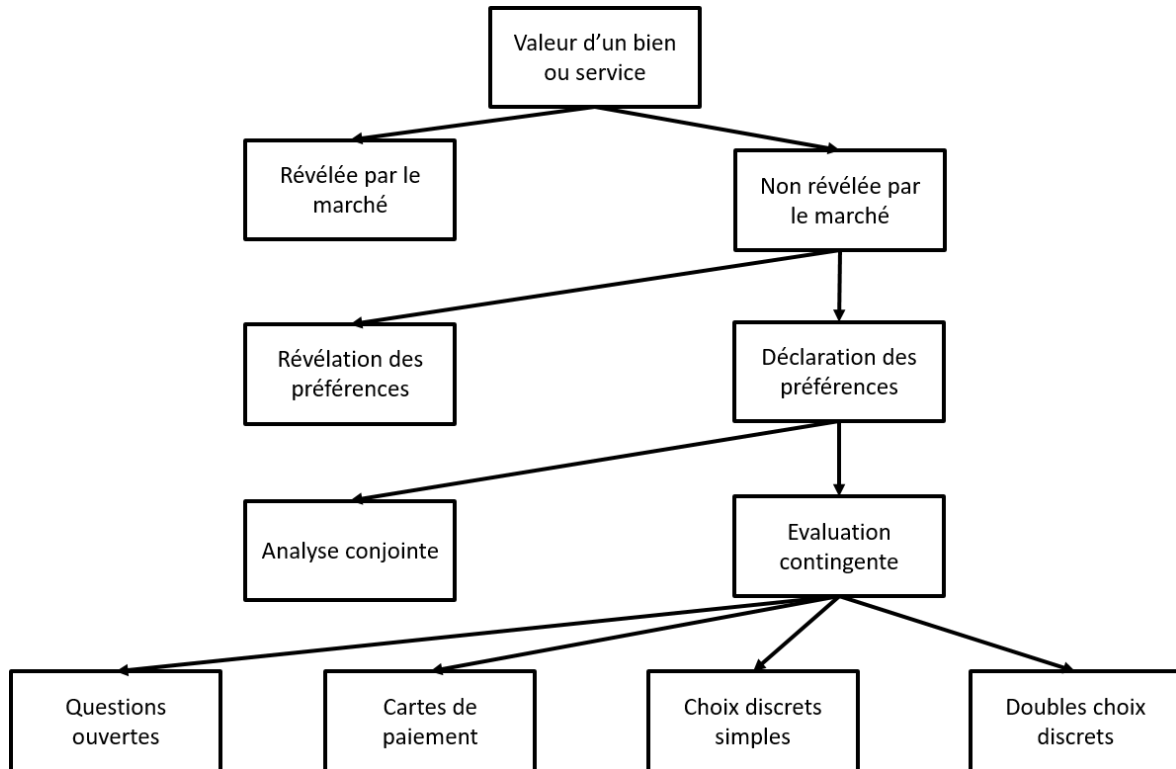 Valeur d’un bien
ou service
Révélée par le
marché
Non révélée par
le marché
Révélation des
préférences
Déclaration des
préférences
Analyse conjointe
Evaluation
contingente
Questions
ouvertes
Cartes de
paiement
Choix discrets
simples
Doubles choix
discrets